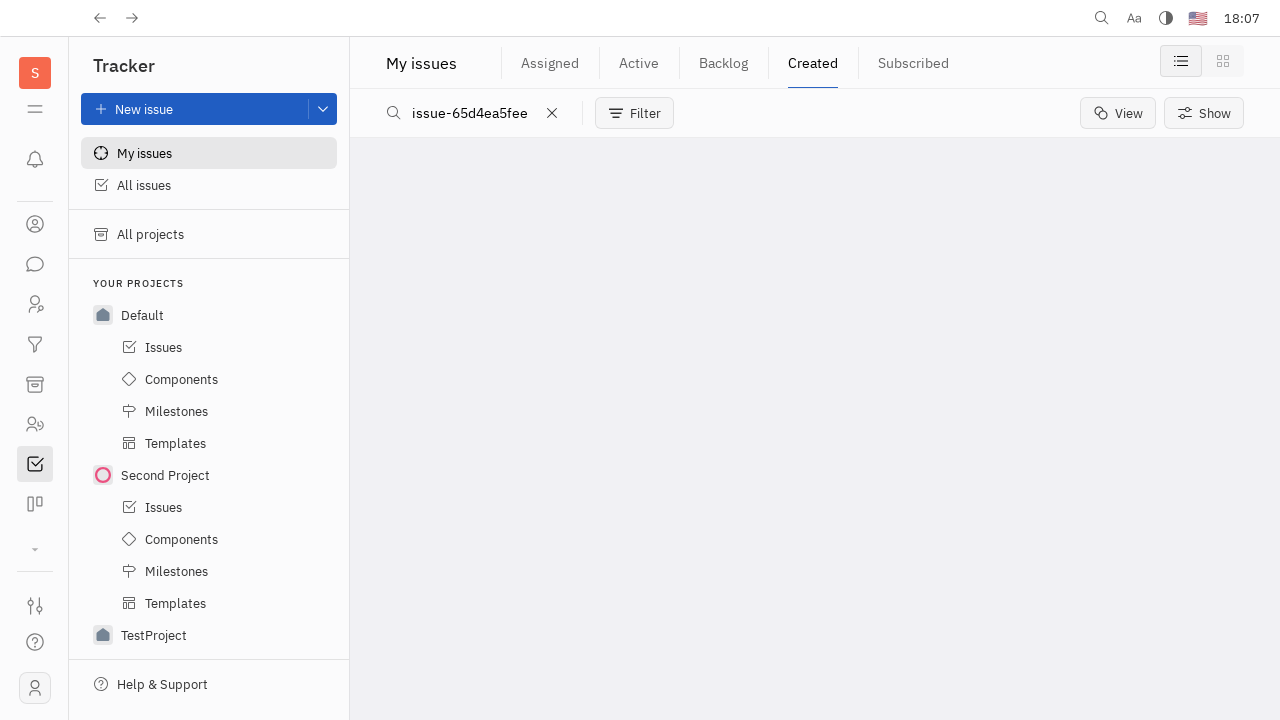 Aa
18:07
S
Tracker
New issue
My issues
All issues
All projects
YOUR PROJECTS
Default
Issues
Components
Milestones
Templates
Second Project
Issues
Components
Milestones
Templates
TestProject
Help & Support
My issues
Assigned
Active
Backlog
Created
Subscribed
issue-65d4ea5fee
Filter
View
Show